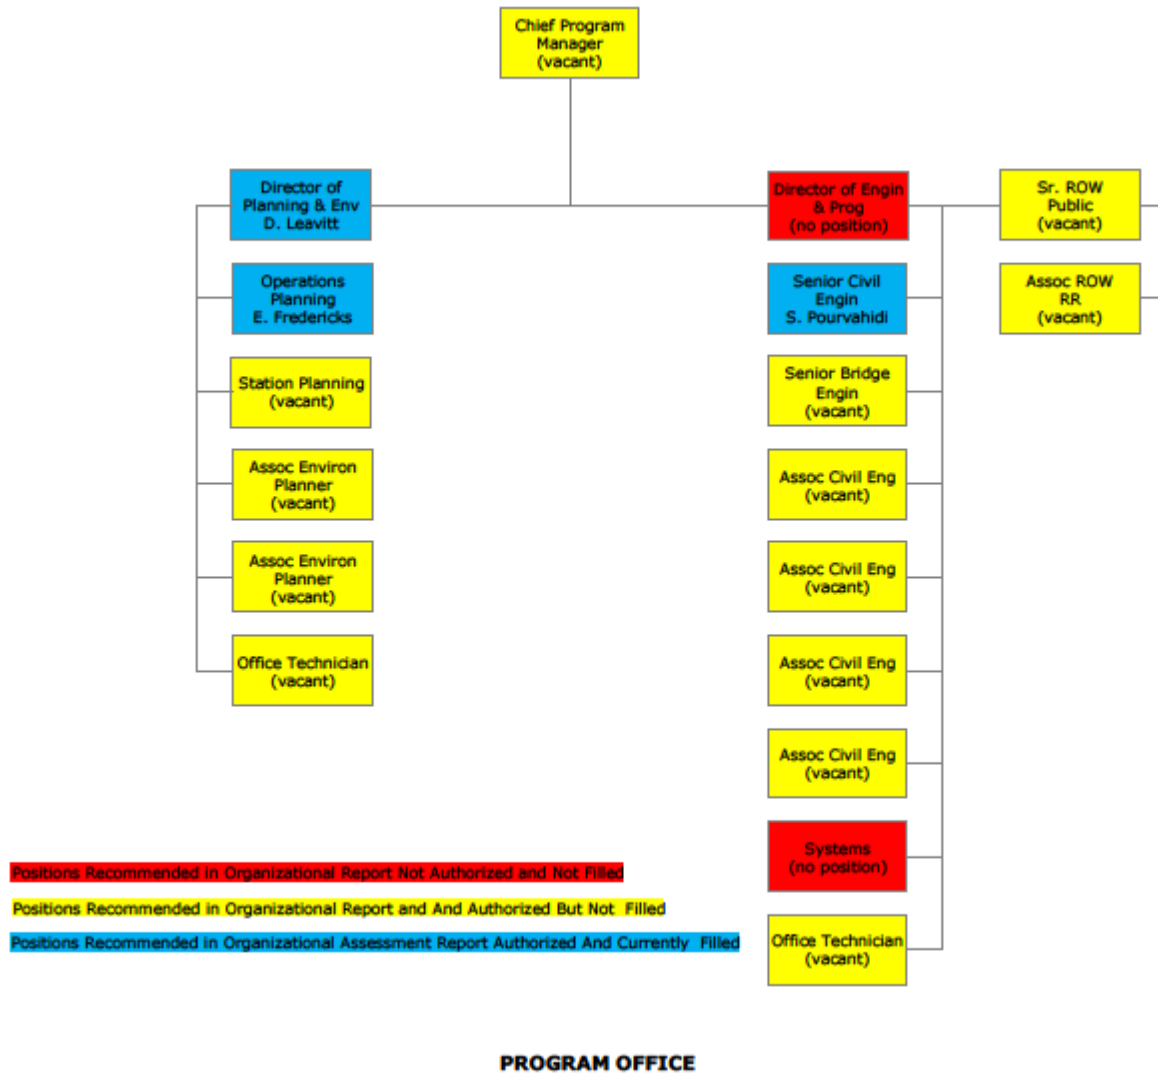 Chief Program
Manager
(vacant)
Director of
Planning & Env
D. Leavitt
Operations
Planning
E. Fredericks
Station Planning
(vacant)
Assoc Environ
Planner
(vacant)
Assoc Environ
Planner
(vacant)
Office Technician
(vacant)
Director of Engin
& Prog
(no position)
Senior Civil
Engin
S. Pourvahidi
Senior Bridge
Engin
(vacant)
Assoc Civil Eng
(vacant)
Assoc Civil Eng
(vacant)
Assoc Civil Eng
(vacant)
Assoc Civil Eng
(vacant)
Systems
(no position)
Office Technician
(vacant)
Sr. ROW
Public
(vacant)
Assoc ROW
RR
(vacant)
Positions Recommended in Organizational Report Not Authorized and Not Filled
Positions Recommended in Organizational Report and And Authorized But Not Filled
Positions Recommended in Organizational Assessment Report Authorized And Currently Filled
PROGRAM OFFICE